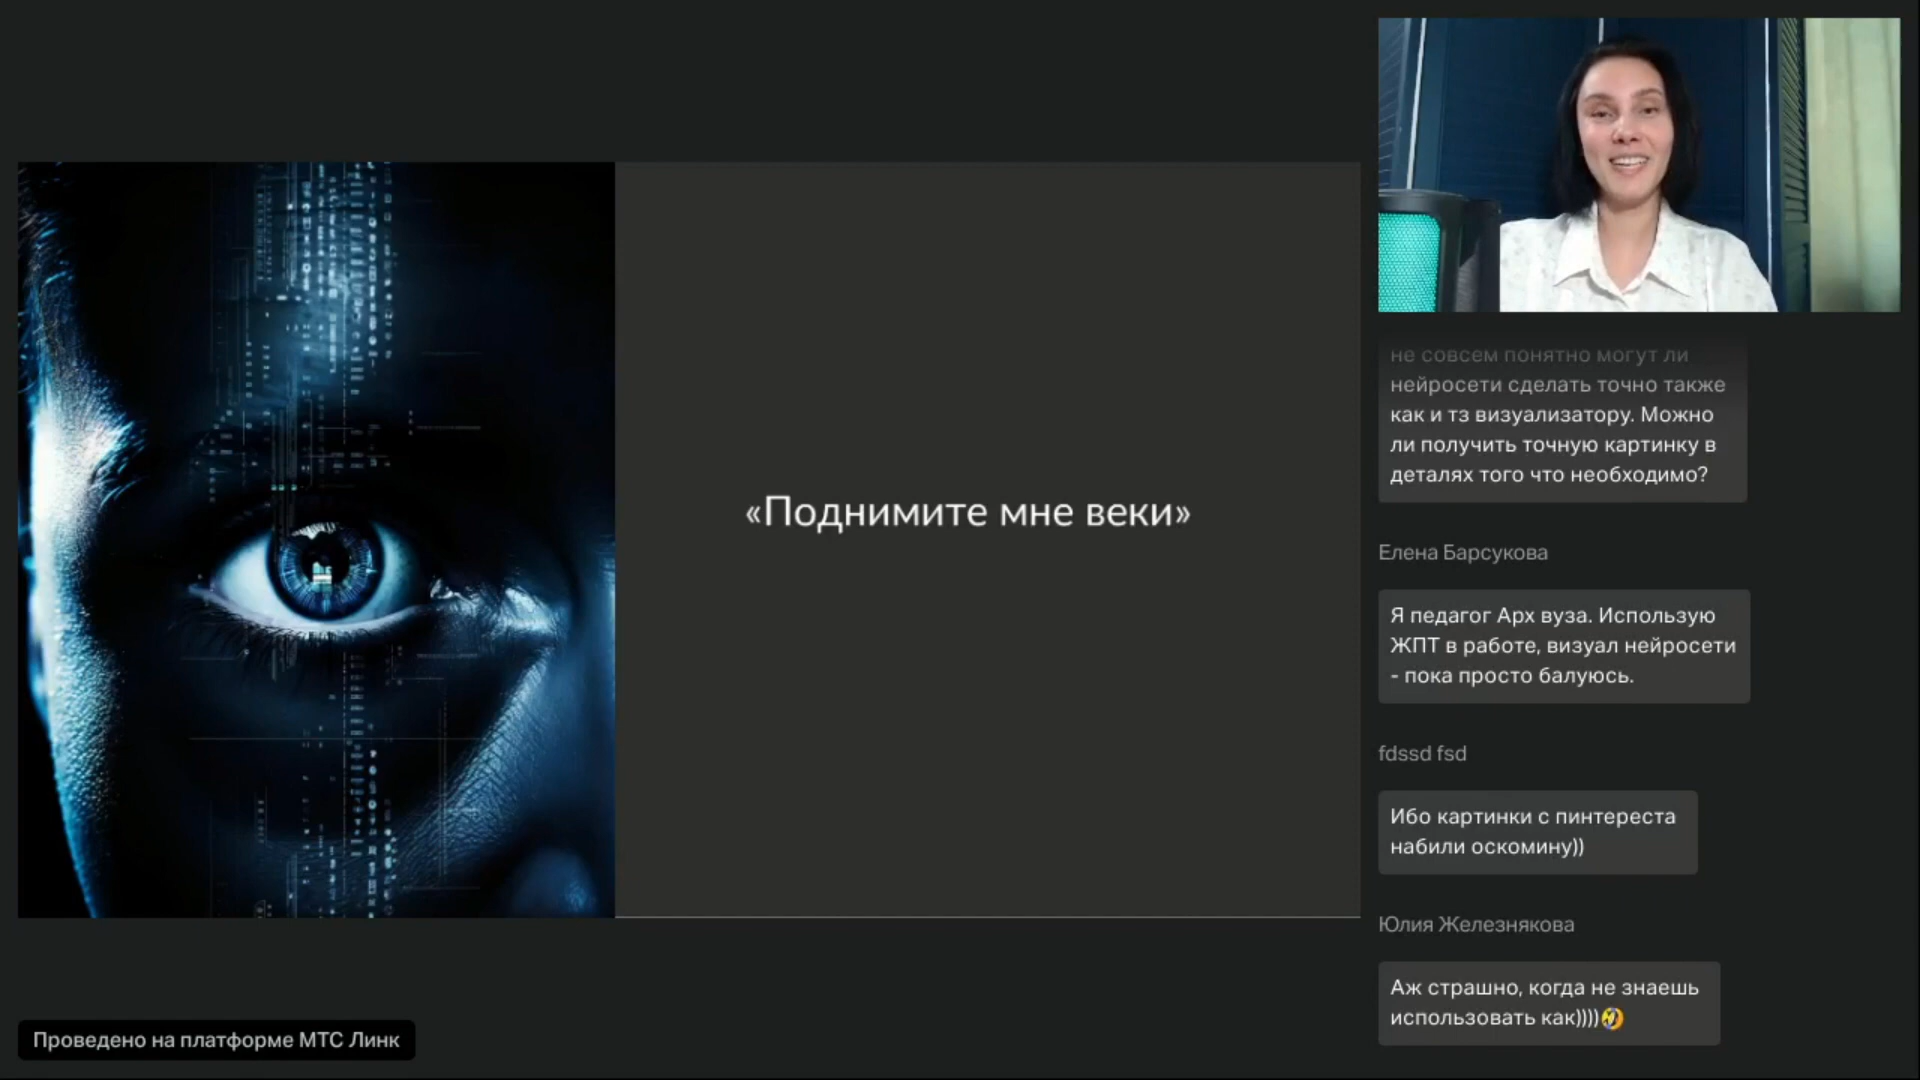 «Поднимите мне веки»
не совсем понятно могут ли
нейросети сделать точно также
как и тз визуализатору. Можно
ли получить точную картинку в
деталях того что необходимо?
Елена Барсукова
Я педагог Арх вуза. Использую
ЖПТ в работе, визуал нейросети
- пока просто балуюсь.
fdssd fsd
Ибо картинки с пинтереста
набили оскомину))
Юлия Железнякова
Аж страшно, когда не знаешь
использовать как))))🤣
Проведено на платформе МТС Линк